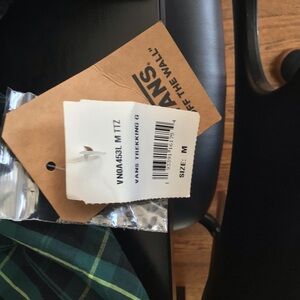 VANS
"OFF THE WALL"
VN0A4S3L M TTZ
VANS TREKKING G
SIZE: M